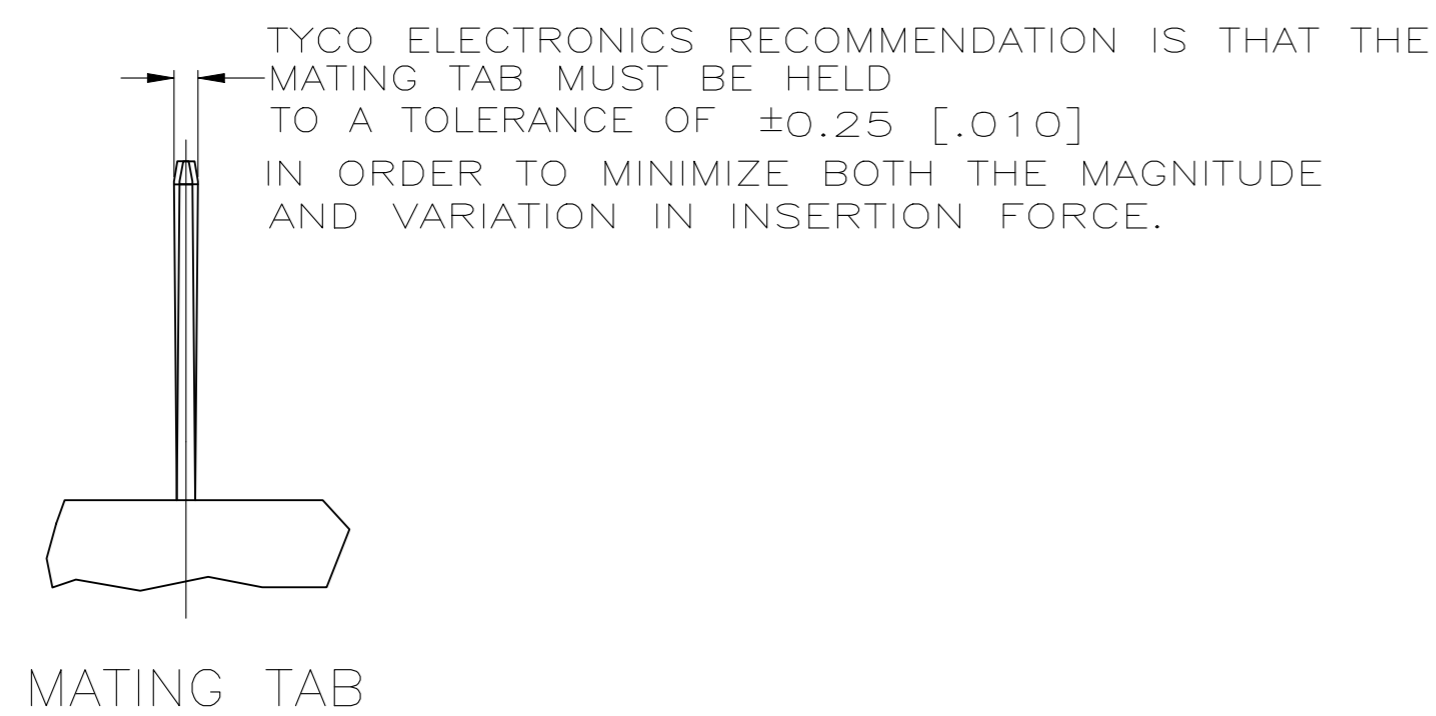 TYCO ELECTRONICS RECOMMENDATION IS THAT THE
MATING TAB MUST BE HELD
TO A TOLERANCE OF ±0.25 [.010]
IN ORDER TO MINIMIZE BOTH THE MAGNITUDE
AND VARIATION IN INSERTION FORCE.
MATING TAB